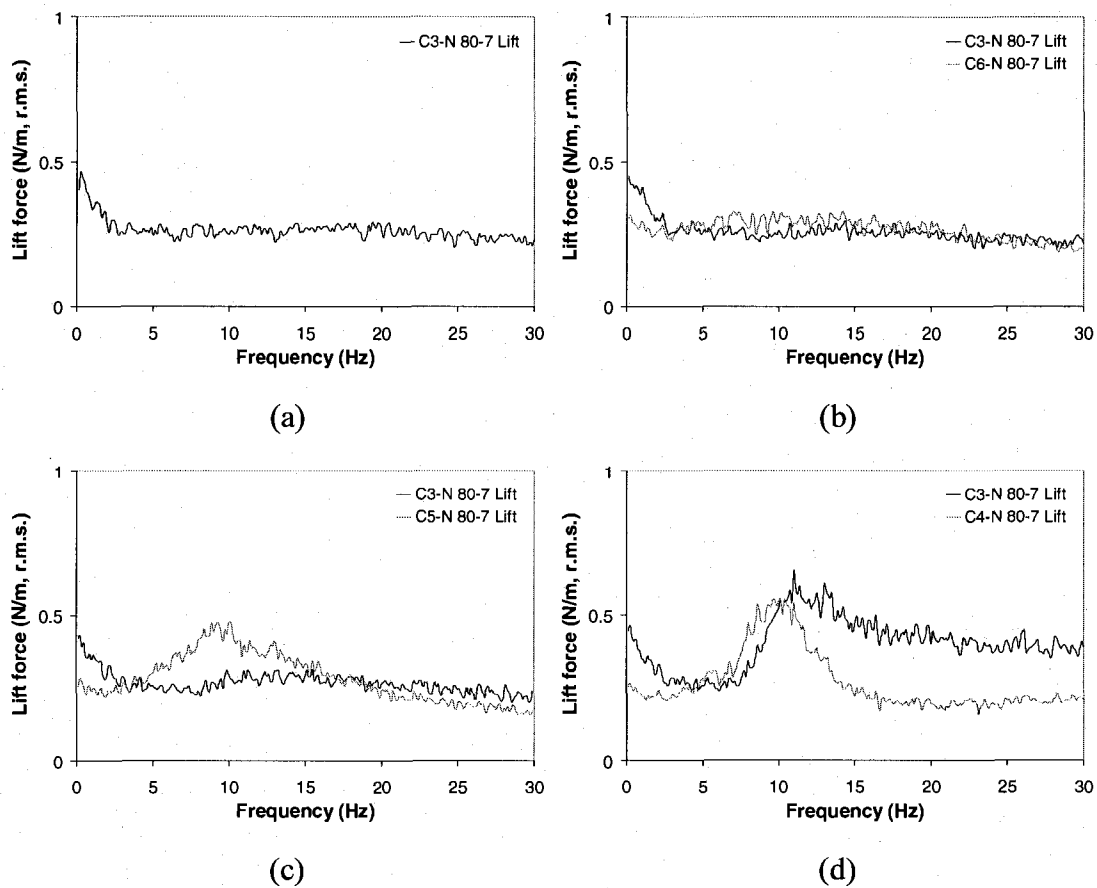 1
C3-N 80-7 Lift
Lift force (N/m, r.m.s.)
0.5
0
0 5 10 15 20 25 30
Frequency (Hz)
(a)
1
C3-N 80-7 Lift
C6-N 80-7 Lift
Lift force (N/m, r.m.s.)
0.5
0
0 5 10 15 20 25 30
Frequency (Hz)
(b)
1
C3-N 80-7 Lift
C5-N 80-7 Lift
Lift force (N/m, r.m.s.)
0.5
0
0 5 10 15 20 25 30
Frequency (Hz)
(c)
1
C3-N 80-7 Lift
C4-N 80-7 Lift
Lift force (N/m, r.m.s.)
0.5
0
0 5 10 15 20 25 30
Frequency (Hz)
(d)